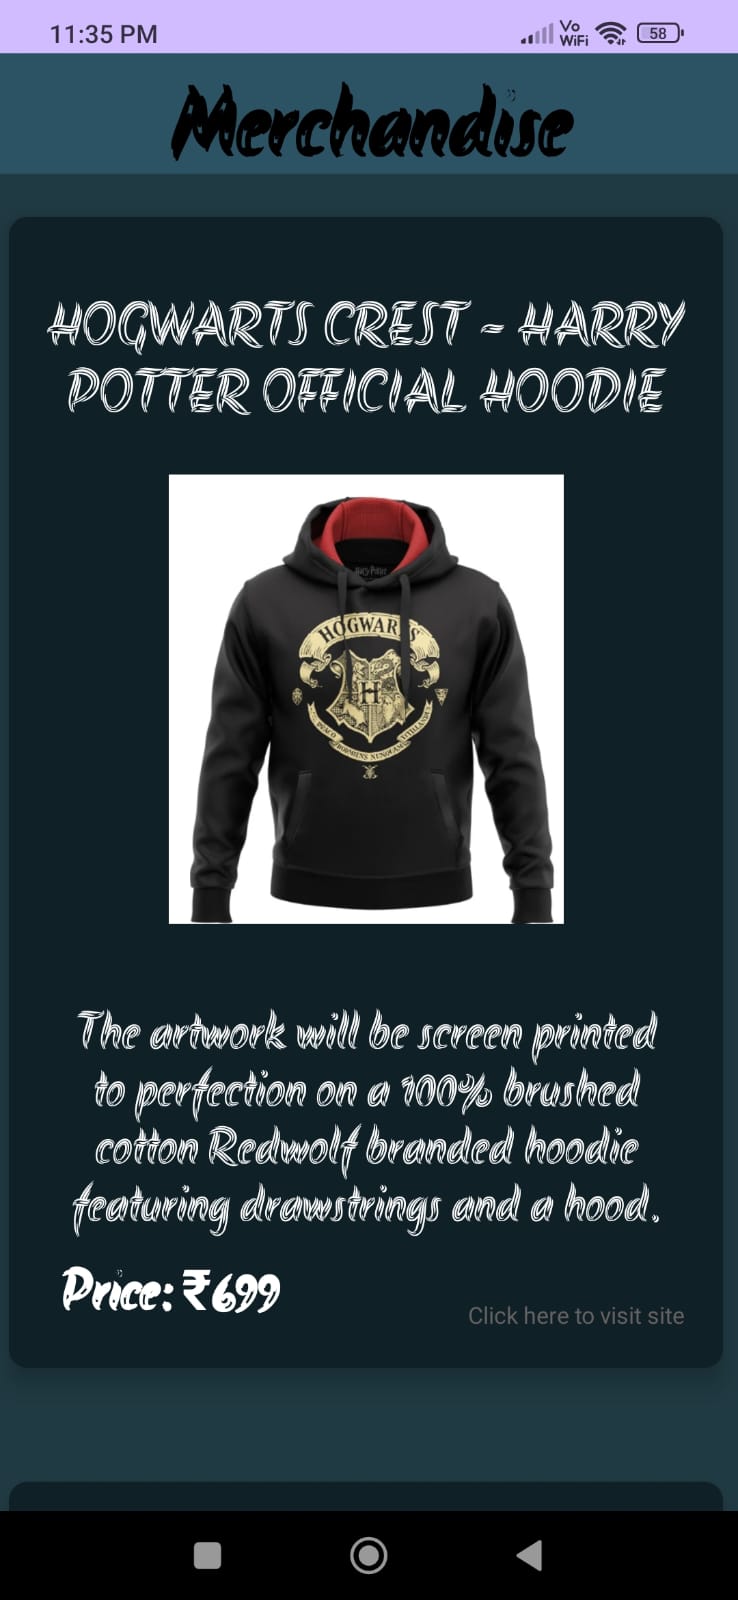 11:35 PM
Vo
WiFi
58
Merchandise
HOGWARTS CREST - HARRY
POTTER OFFICIAL HOODIE
Harry Potter
HOGWARTS
H
DRACO DORMIENS NUNQUAM TITILLANDUS
The artwork will be screen printed
to perfection on a 100% brushed
cotton Redwolf branded hoodie
featuring drawstrings and a hood.
Price: ₹699
Click here to visit site